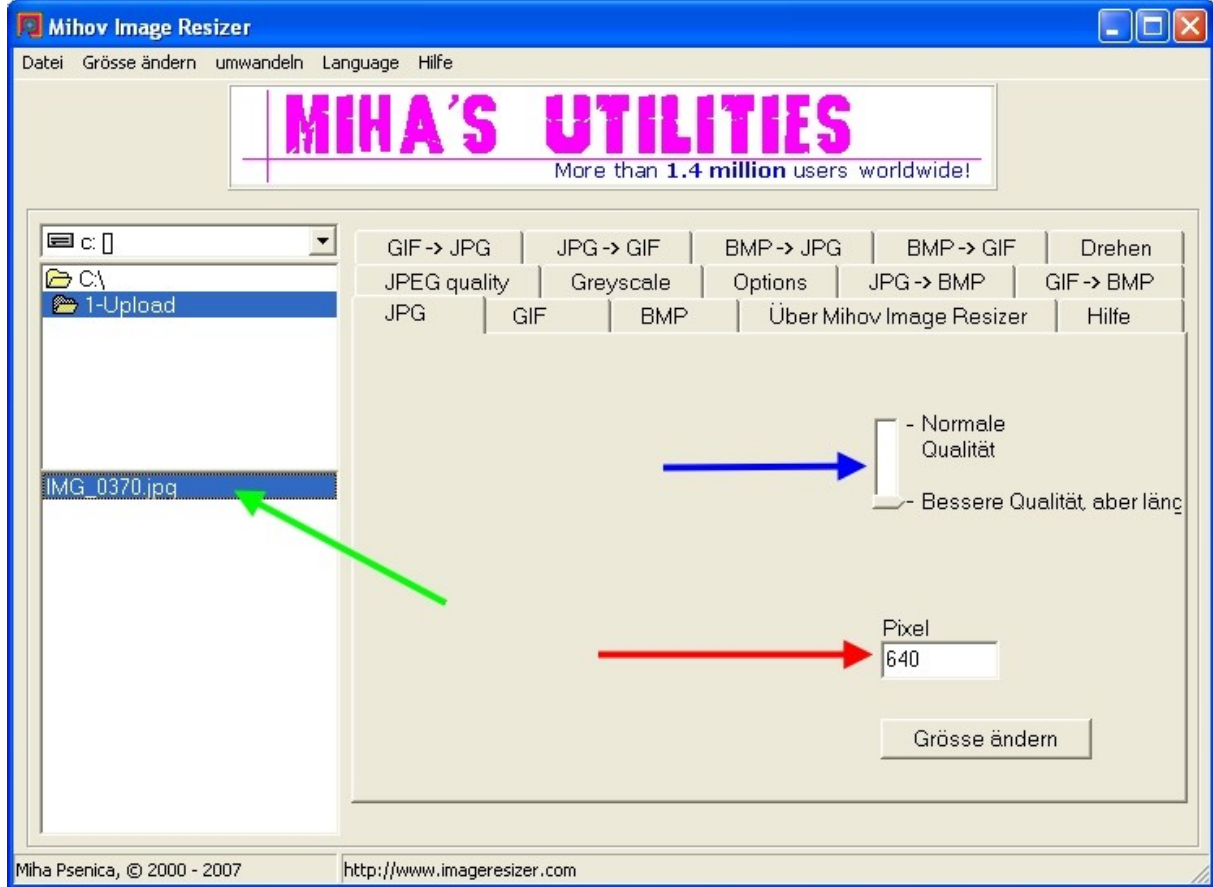 Mihov Image Resizer
Datei Grösse ändern umwandeln Language Hilfe
MIHA'S UTILITIES
More than 1.4 million users worldwide!
c: []
C:\
1-Upload
IMG_0370.jpg
GIF -> JPG JPG -> GIF BMP -> JPG BMP -> GIF Drehen
JPEG quality Greyscale Options JPG -> BMP GIF -> BMP
JPG GIF BMP Über Mihov Image Resizer Hilfe
- Normale
Qualität
- Bessere Qualität, aber läng
Pixel
640
Grösse ändern
Miha Psenica, © 2000 - 2007 http://www.imageresizer.com